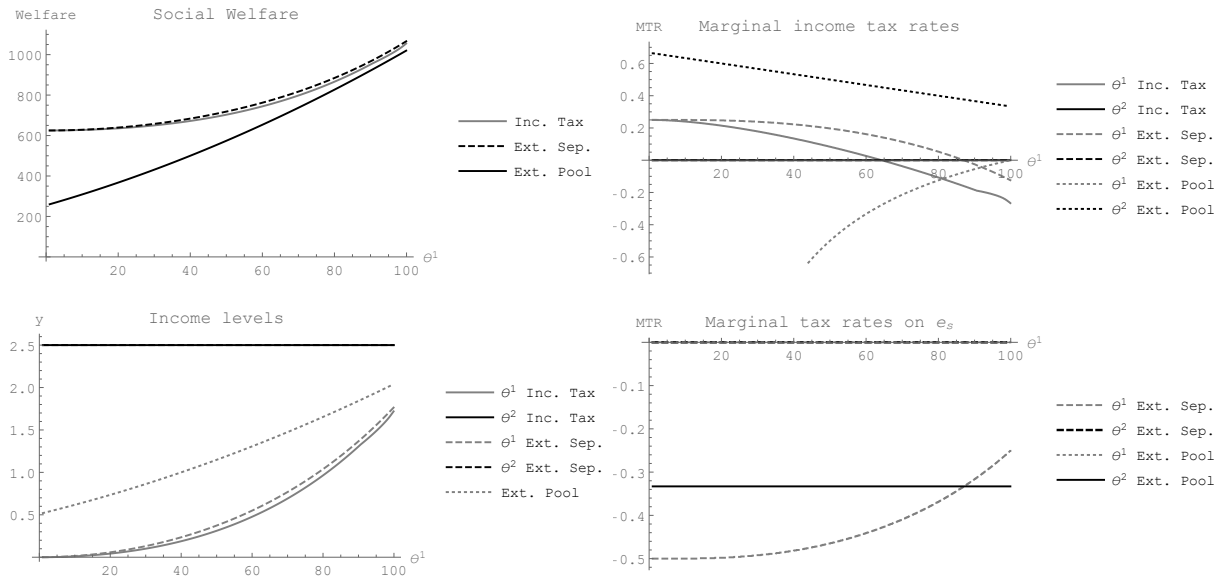 Social Welfare
Welfare
1000
800
600
400
200
20 40 60 80 100
θ¹
Inc. Tax
Ext. Sep.
Ext. Pool
Marginal income tax rates
MTR
0.6
0.4
0.2
-0.2
-0.4
-0.6
20 40 60 80 100
θ¹
θ¹ Inc. Tax
θ² Inc. Tax
θ¹ Ext. Sep.
θ² Ext. Sep.
θ¹ Ext. Pool
θ² Ext. Pool
Income levels
y
2.5
2.0
1.5
1.0
0.5
20 40 60 80 100
θ¹
θ¹ Inc. Tax
θ² Inc. Tax
θ¹ Ext. Sep.
θ² Ext. Sep.
Ext. Pool
Marginal tax rates on eₛ
MTR
20 40 60 80 100
θ¹
-0.1
-0.2
-0.3
-0.4
-0.5
θ¹ Ext. Sep.
θ² Ext. Sep.
θ¹ Ext. Pool
θ² Ext. Pool